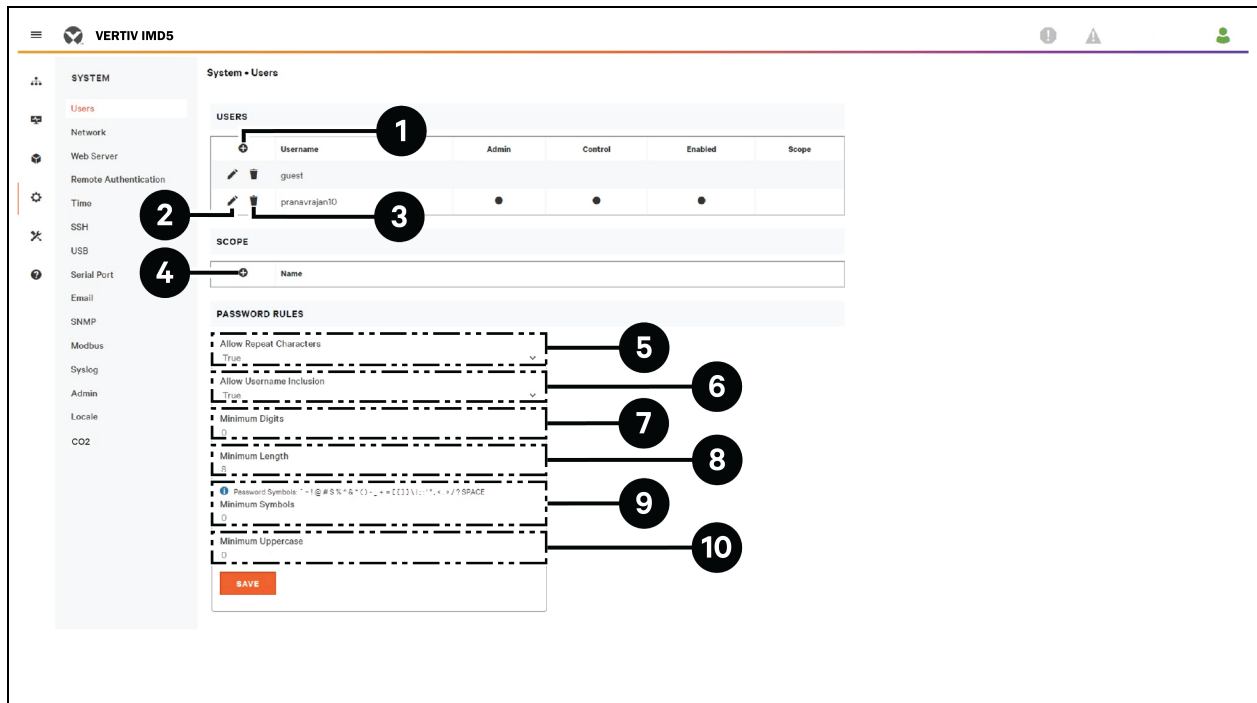 VERTIV IMD5
SYSTEM
Users
Network
Web Server
Remote Authentication
Time
SSH
USB
Serial Port
Email
SNMP
Modbus
Syslog
Admin
Locale
CO2
System • Users
USERS
Username Admin Control Enabled Scope
guest
pranavrajan10
1
2
3
SCOPE
Name
4
PASSWORD RULES
Allow Repeat Characters
True
5
Allow Username Inclusion
True
6
Minimum Digits
0
7
Minimum Length
8
8
Password Symbols: SPACE
Minimum Symbols
0
9
Minimum Uppercase
0
10
SAVE